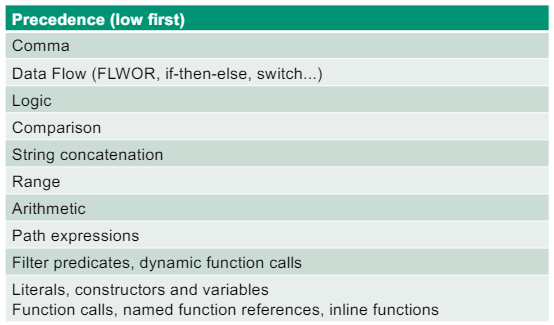 Precedence (low first)
Comma
Data Flow (FLWOR, if-then-else, switch...)
Logic
Comparison
String concatenation
Range
Arithmetic
Path expressions
Filter predicates, dynamic function calls
Literals, constructors and variables
Function calls, named function references, inline functions